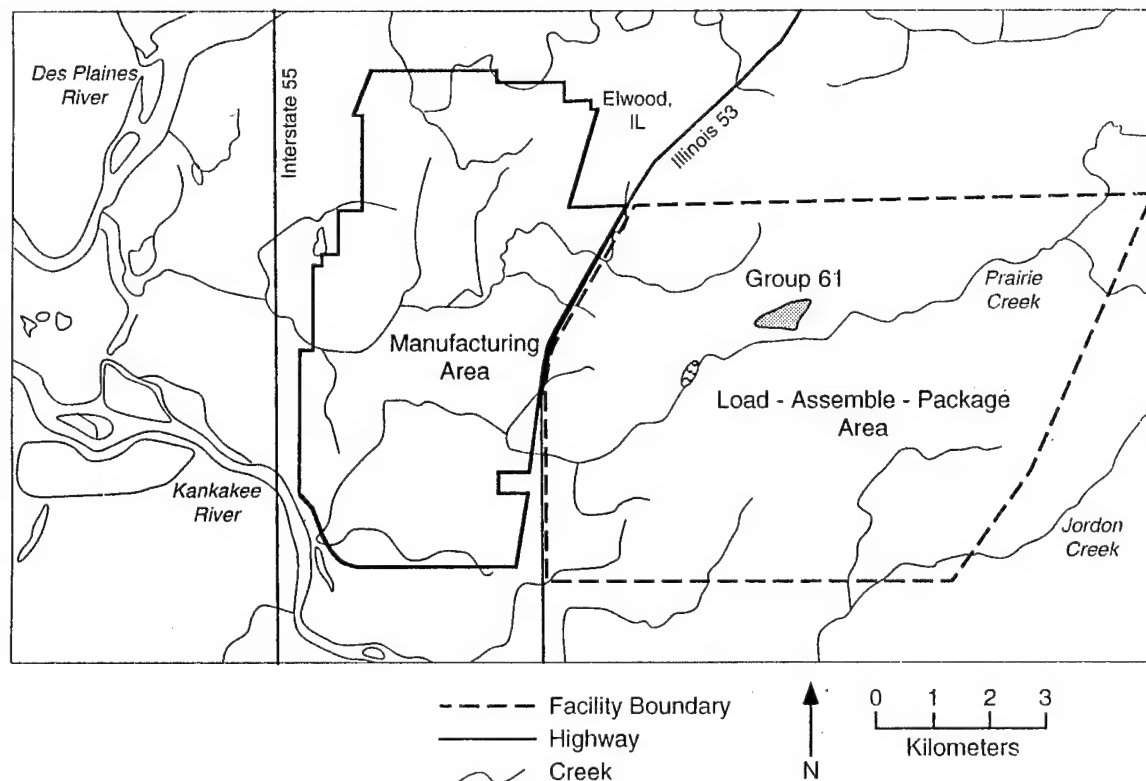 Des Plaines
River
Interstate 55
Elwood,
IL
Illinois 53
Group 61
Prairie
Creek
Manufacturing
Area
Load - Assemble - Package
Area
Kankakee
River
Jordon
Creek
Facility Boundary
Highway
Creek
N
0 1 2 3
Kilometers